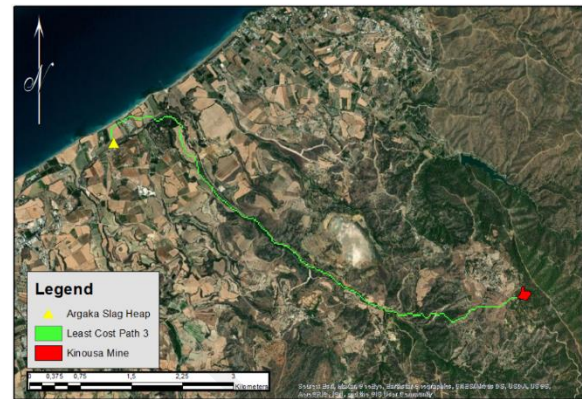 N
Legend
Argaka Slag Heap
Least Cost Path 3
Kinousa Mine
0 0,375 0,75 1,5 2,25 3
Kilometers